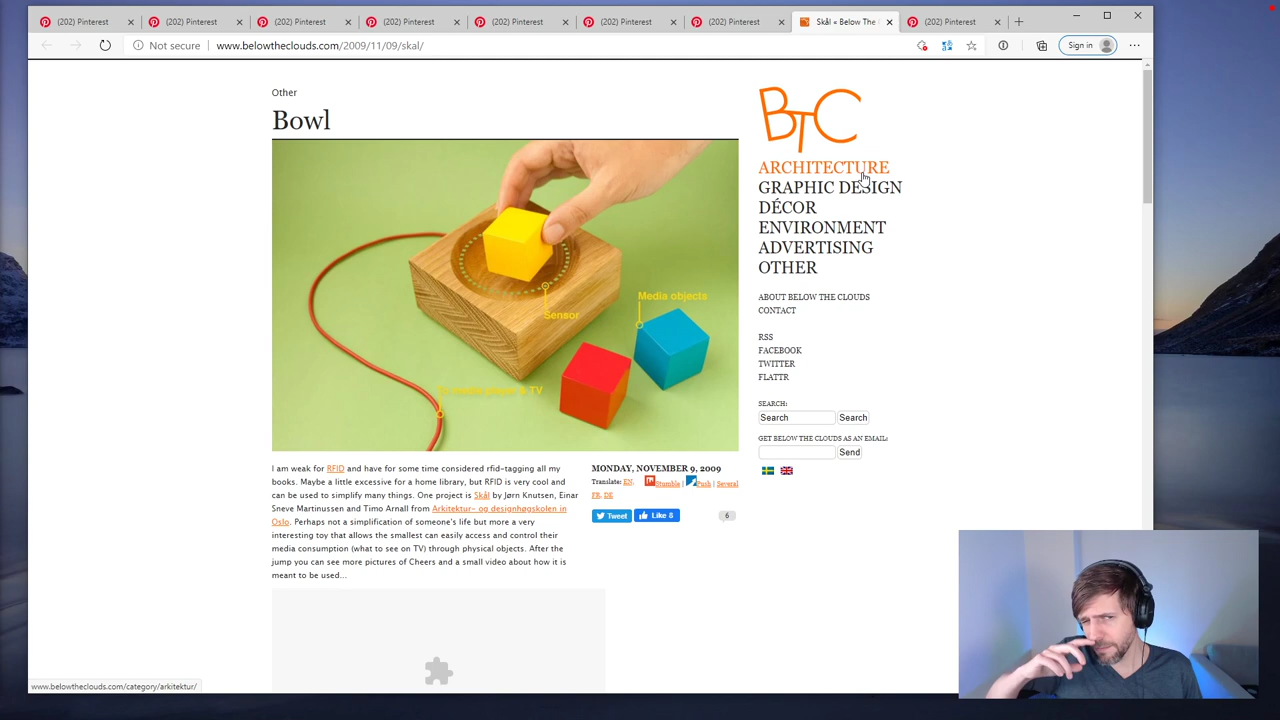 (202) Pinterest
(202) Pinterest
(202) Pinterest
(202) Pinterest
(202) Pinterest
(202) Pinterest
(202) Pinterest
Skål « Below The
(202) Pinterest
Not secure
www.belowtheclouds.com/2009/11/09/skal/
Sign in
Other
Bowl
Sensor
Media objects
media player & TV
I am weak for RFID and have for some time considered rfid-tagging all my
books. Maybe a little excessive for a home library, but RFID is very cool and
can be used to simplify many things. One project is Skål by Jørn Knutsen, Einar
Sneve Martinussen and Timo Arnall from Arkitektur- og designhøgskolen in
Oslo. Perhaps not a simplification of someone's life but more a very
interesting toy that allows the smallest can easily access and control their
media consumption (what to see on TV) through physical objects. After the
jump you can see more pictures of Cheers and a small video about how it is
meant to be used...
MONDAY, NOVEMBER 9, 2009
Translate: EN,
FR, DE
Stumble | Push | Several
Tweet
Like 8
6
BTC
ARCHITECTURE
GRAPHIC DESIGN
DÉCOR
ENVIRONMENT
ADVERTISING
OTHER
ABOUT BELOW THE CLOUDS
CONTACT
RSS
FACEBOOK
TWITTER
FLATTR
SEARCH:
Search
Search
GET BELOW THE CLOUDS AS AN EMAIL:
Send
www.belowtheclouds.com/category/arkitektur/